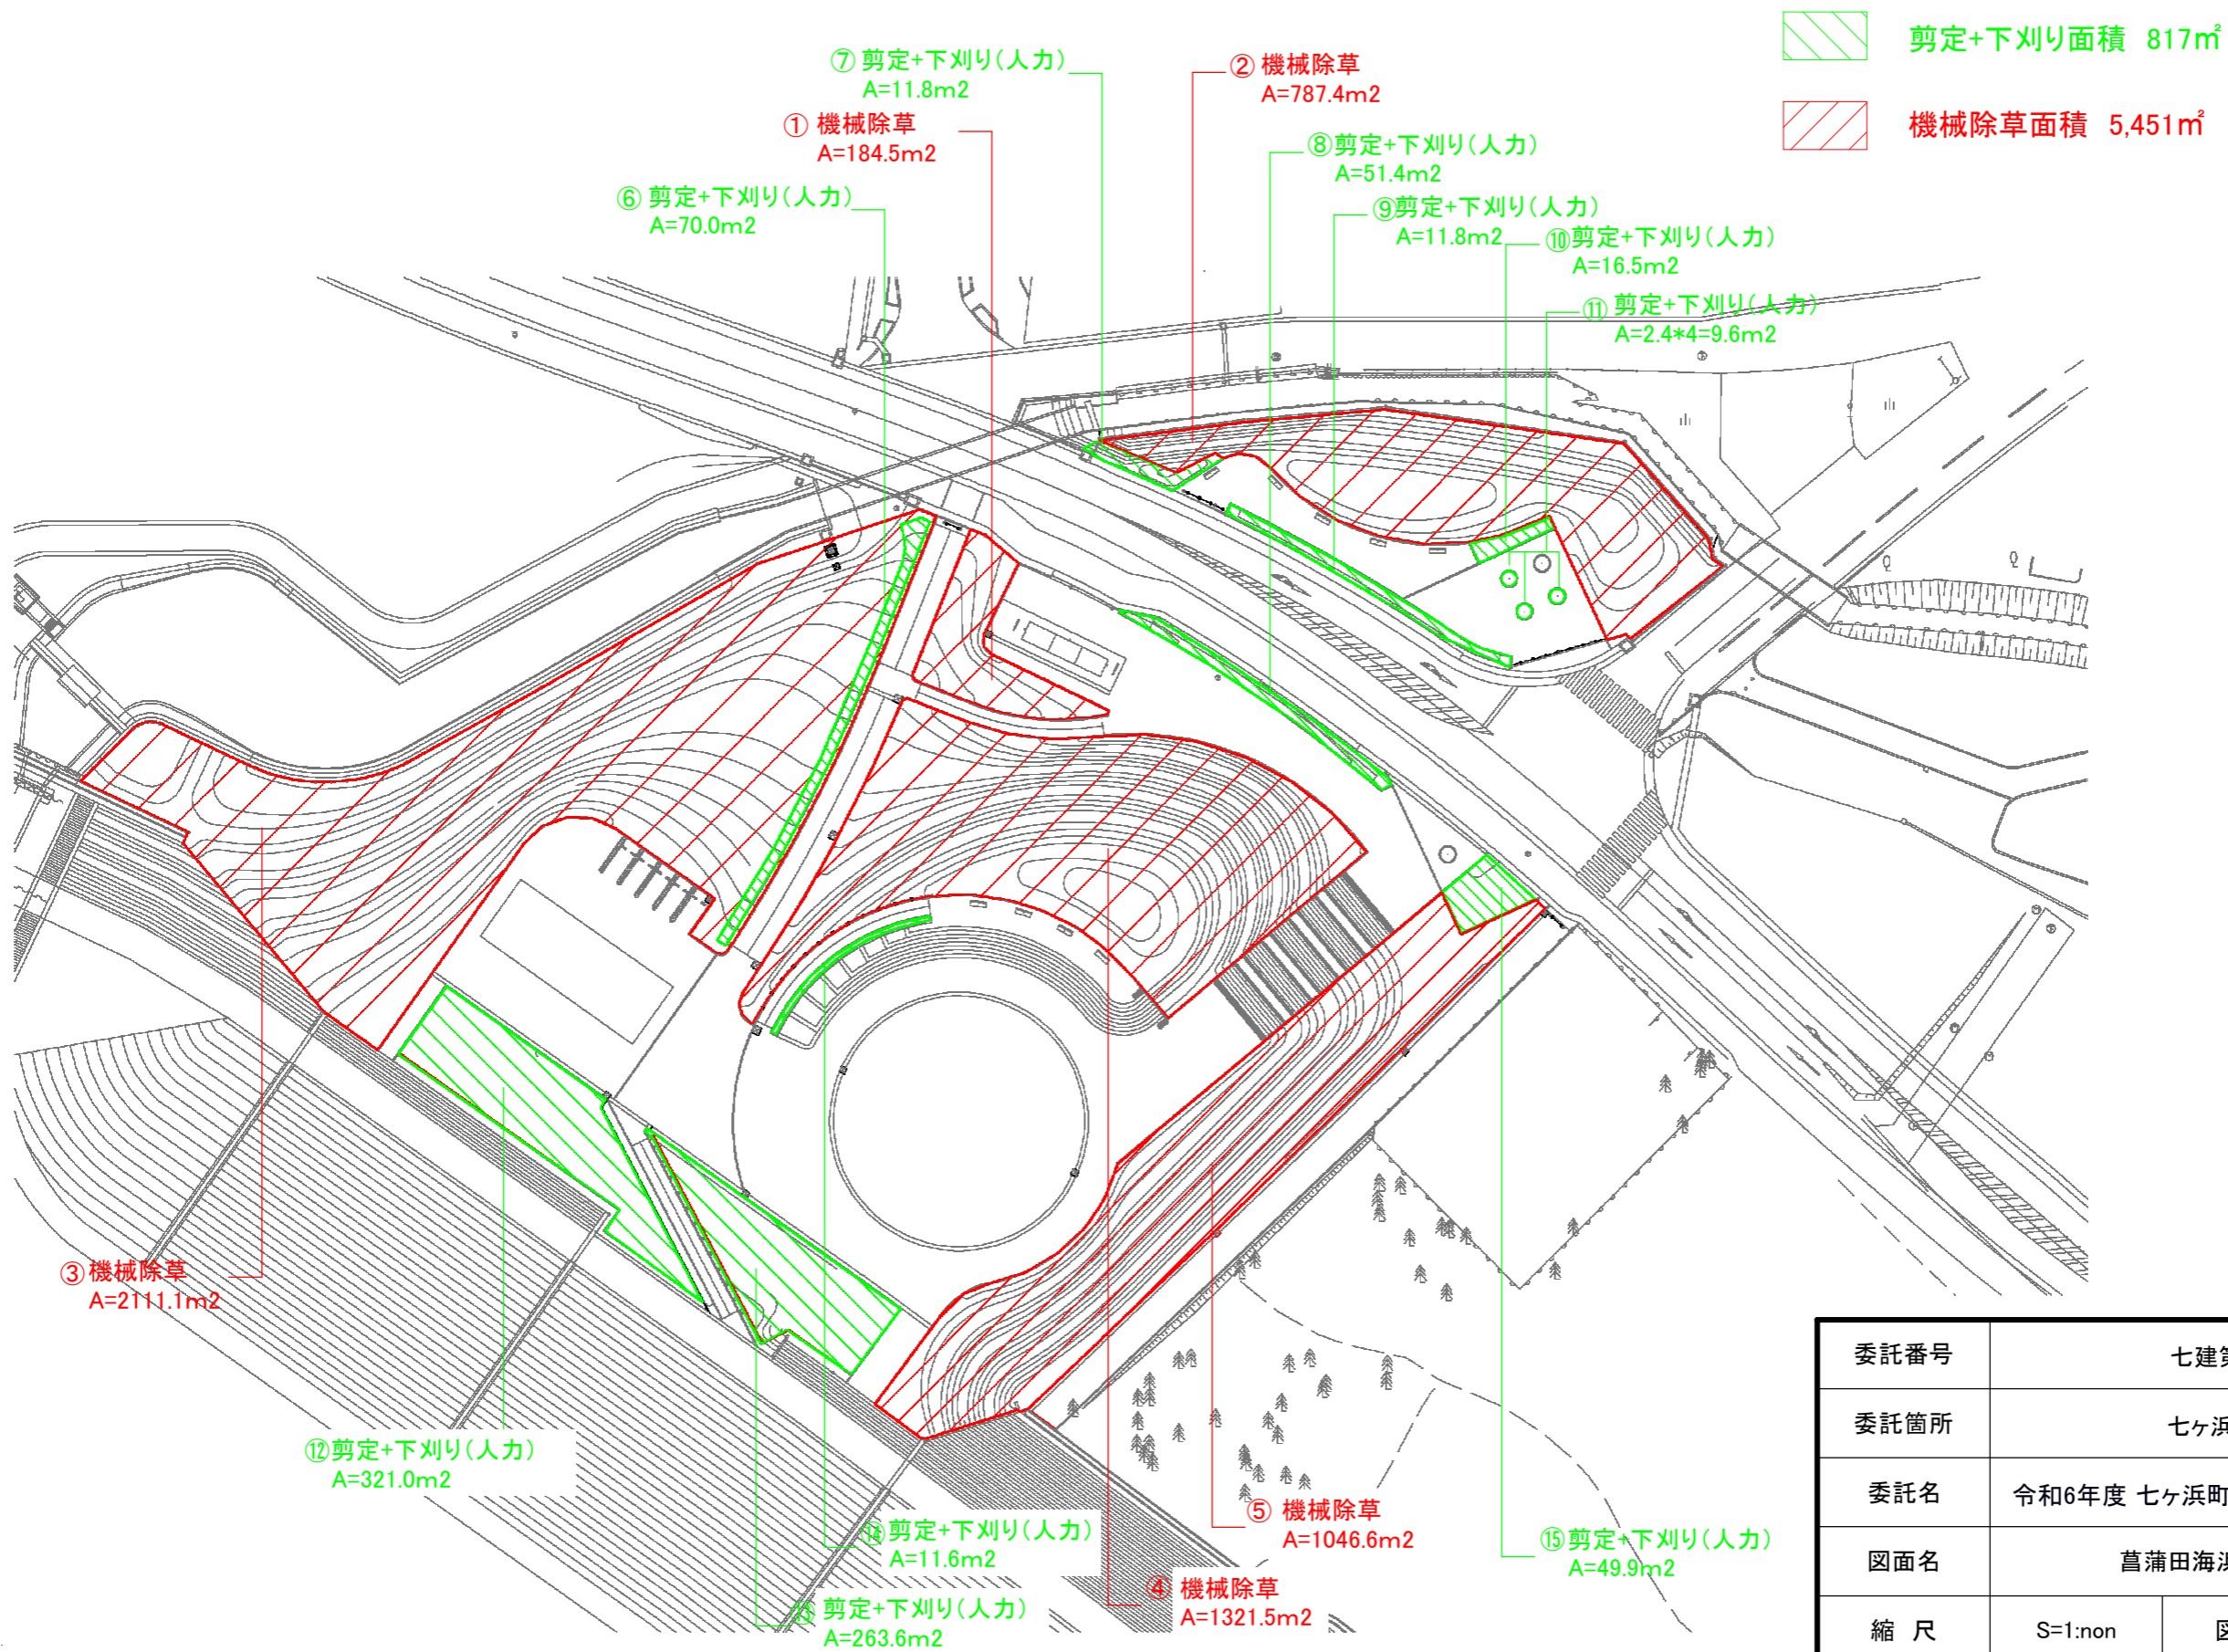 剪定+下刈り面積 817㎡
機械除草面積 5,451㎡
⑦ 剪定+下刈り(人力)
A=11.8m2
② 機械除草
A=787.4m2
① 機械除草
A=184.5m2
⑧剪定+下刈り(人力)
A=51.4m2
⑥ 剪定+下刈り(人力)
A=70.0m2
⑨剪定+下刈り(人力)
A=11.8m2
⑩剪定+下刈り(人力)
A=16.5m2
⑪ 剪定+下刈り(人力)
A=2.4*4=9.6m2
③ 機械除草
A=2111.1m2
⑫剪定+下刈り(人力)
A=321.0m2
⑭剪定+下刈り(人力)
A=11.6m2
⑬ 剪定+下刈り(人力)
A=263.6m2
④ 機械除草
A=1321.5m2
⑤ 機械除草
A=1046.6m2
⑮剪定+下刈り(人力)
A=49.9m2
委託番号 七建
委託箇所 七ヶ浜
委託名 令和6年度 七ヶ浜町
図面名 菖蒲田海浜
縮 尺 S=1:non 図